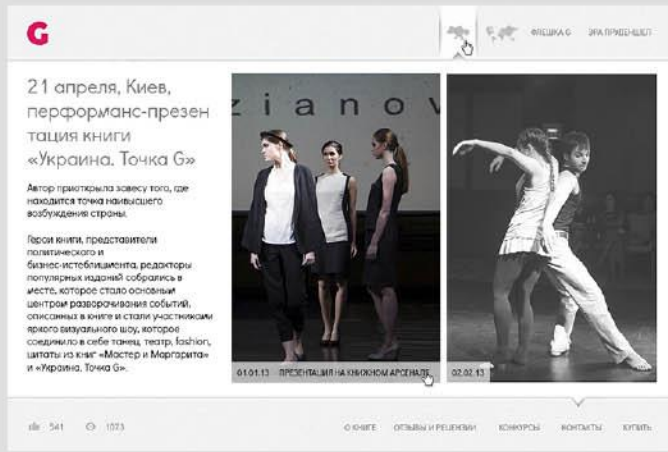 G
ФЛЕШКА G
ЭРА ПРАВЕНШЕЛ
21 апреля, Киев,
перформанс-презен
тация книги
«Украина. Точка G»
Автор приоткрыла завесу того, где
находится точка наивысшего
возбуждения страны.
Герои книги, представители
политического и
бизнес-истеблишмента, редакторы
популярных изданий собрались в
месте, которое стало основным
центром разворачивания событий,
описанных в книге и стали участниками
яркого визуального шоу, которое
соединило в себе танец, театр, fashion,
цитаты из книг «Мастер и Маргарита»
и «Украина. Точка G».
zianov
01.01.13 ПРЕЗЕНТАЦИЯ НА КНИЖНОМ АРСЕНАЛЕ
02.02.13
541 1073
О КНИГЕ ОТЗЫВЫ И РЕЦЕНЗИИ КОНКУРСЫ КОНТАКТЫ КУПИТЬ